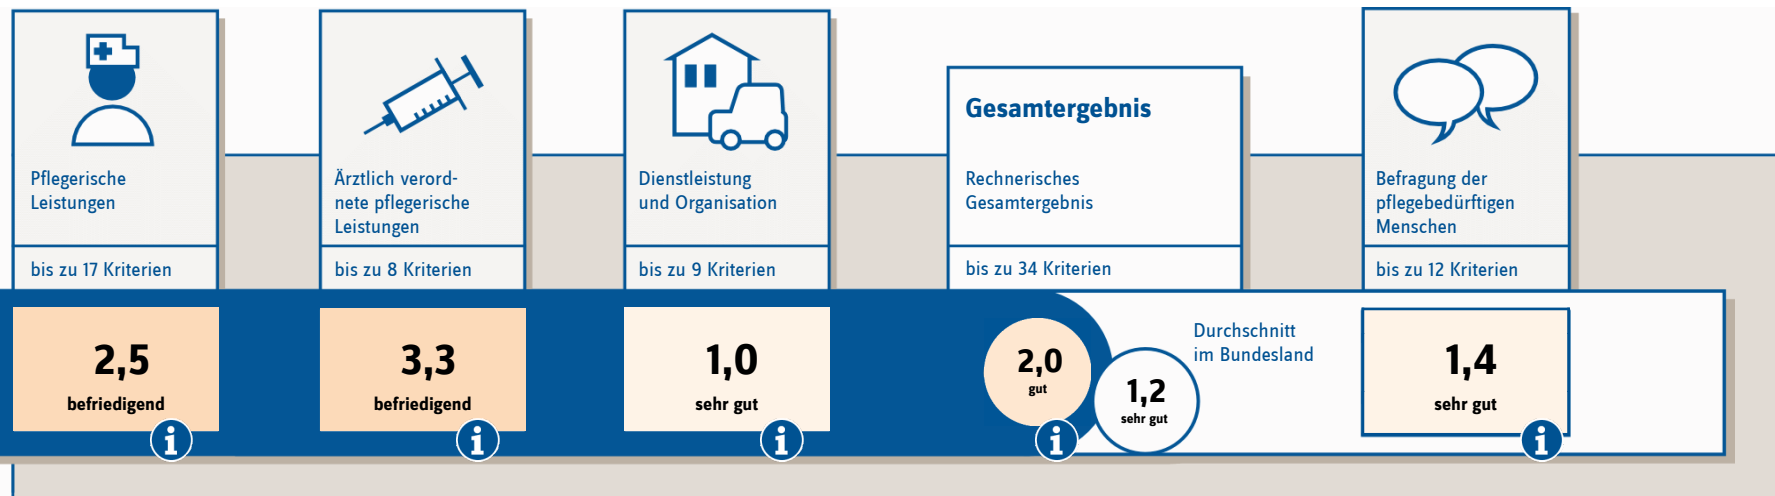 Pflegerische
Leistungen
bis zu 17 Kriterien
2,5
befriedigend
i
Ärztlich verord-
nete pflegerische
Leistungen
bis zu 8 Kriterien
3,3
befriedigend
i
Dienstleistung
und Organisation
bis zu 9 Kriterien
1,0
sehr gut
i
Gesamtergebnis
Rechnerisches
Gesamtergebnis
bis zu 34 Kriterien
2,0
gut
i
1,2
sehr gut
Durchschnitt
im Bundesland
Befragung der
pflegebedürftigen
Menschen
bis zu 12 Kriterien
1,4
sehr gut
i